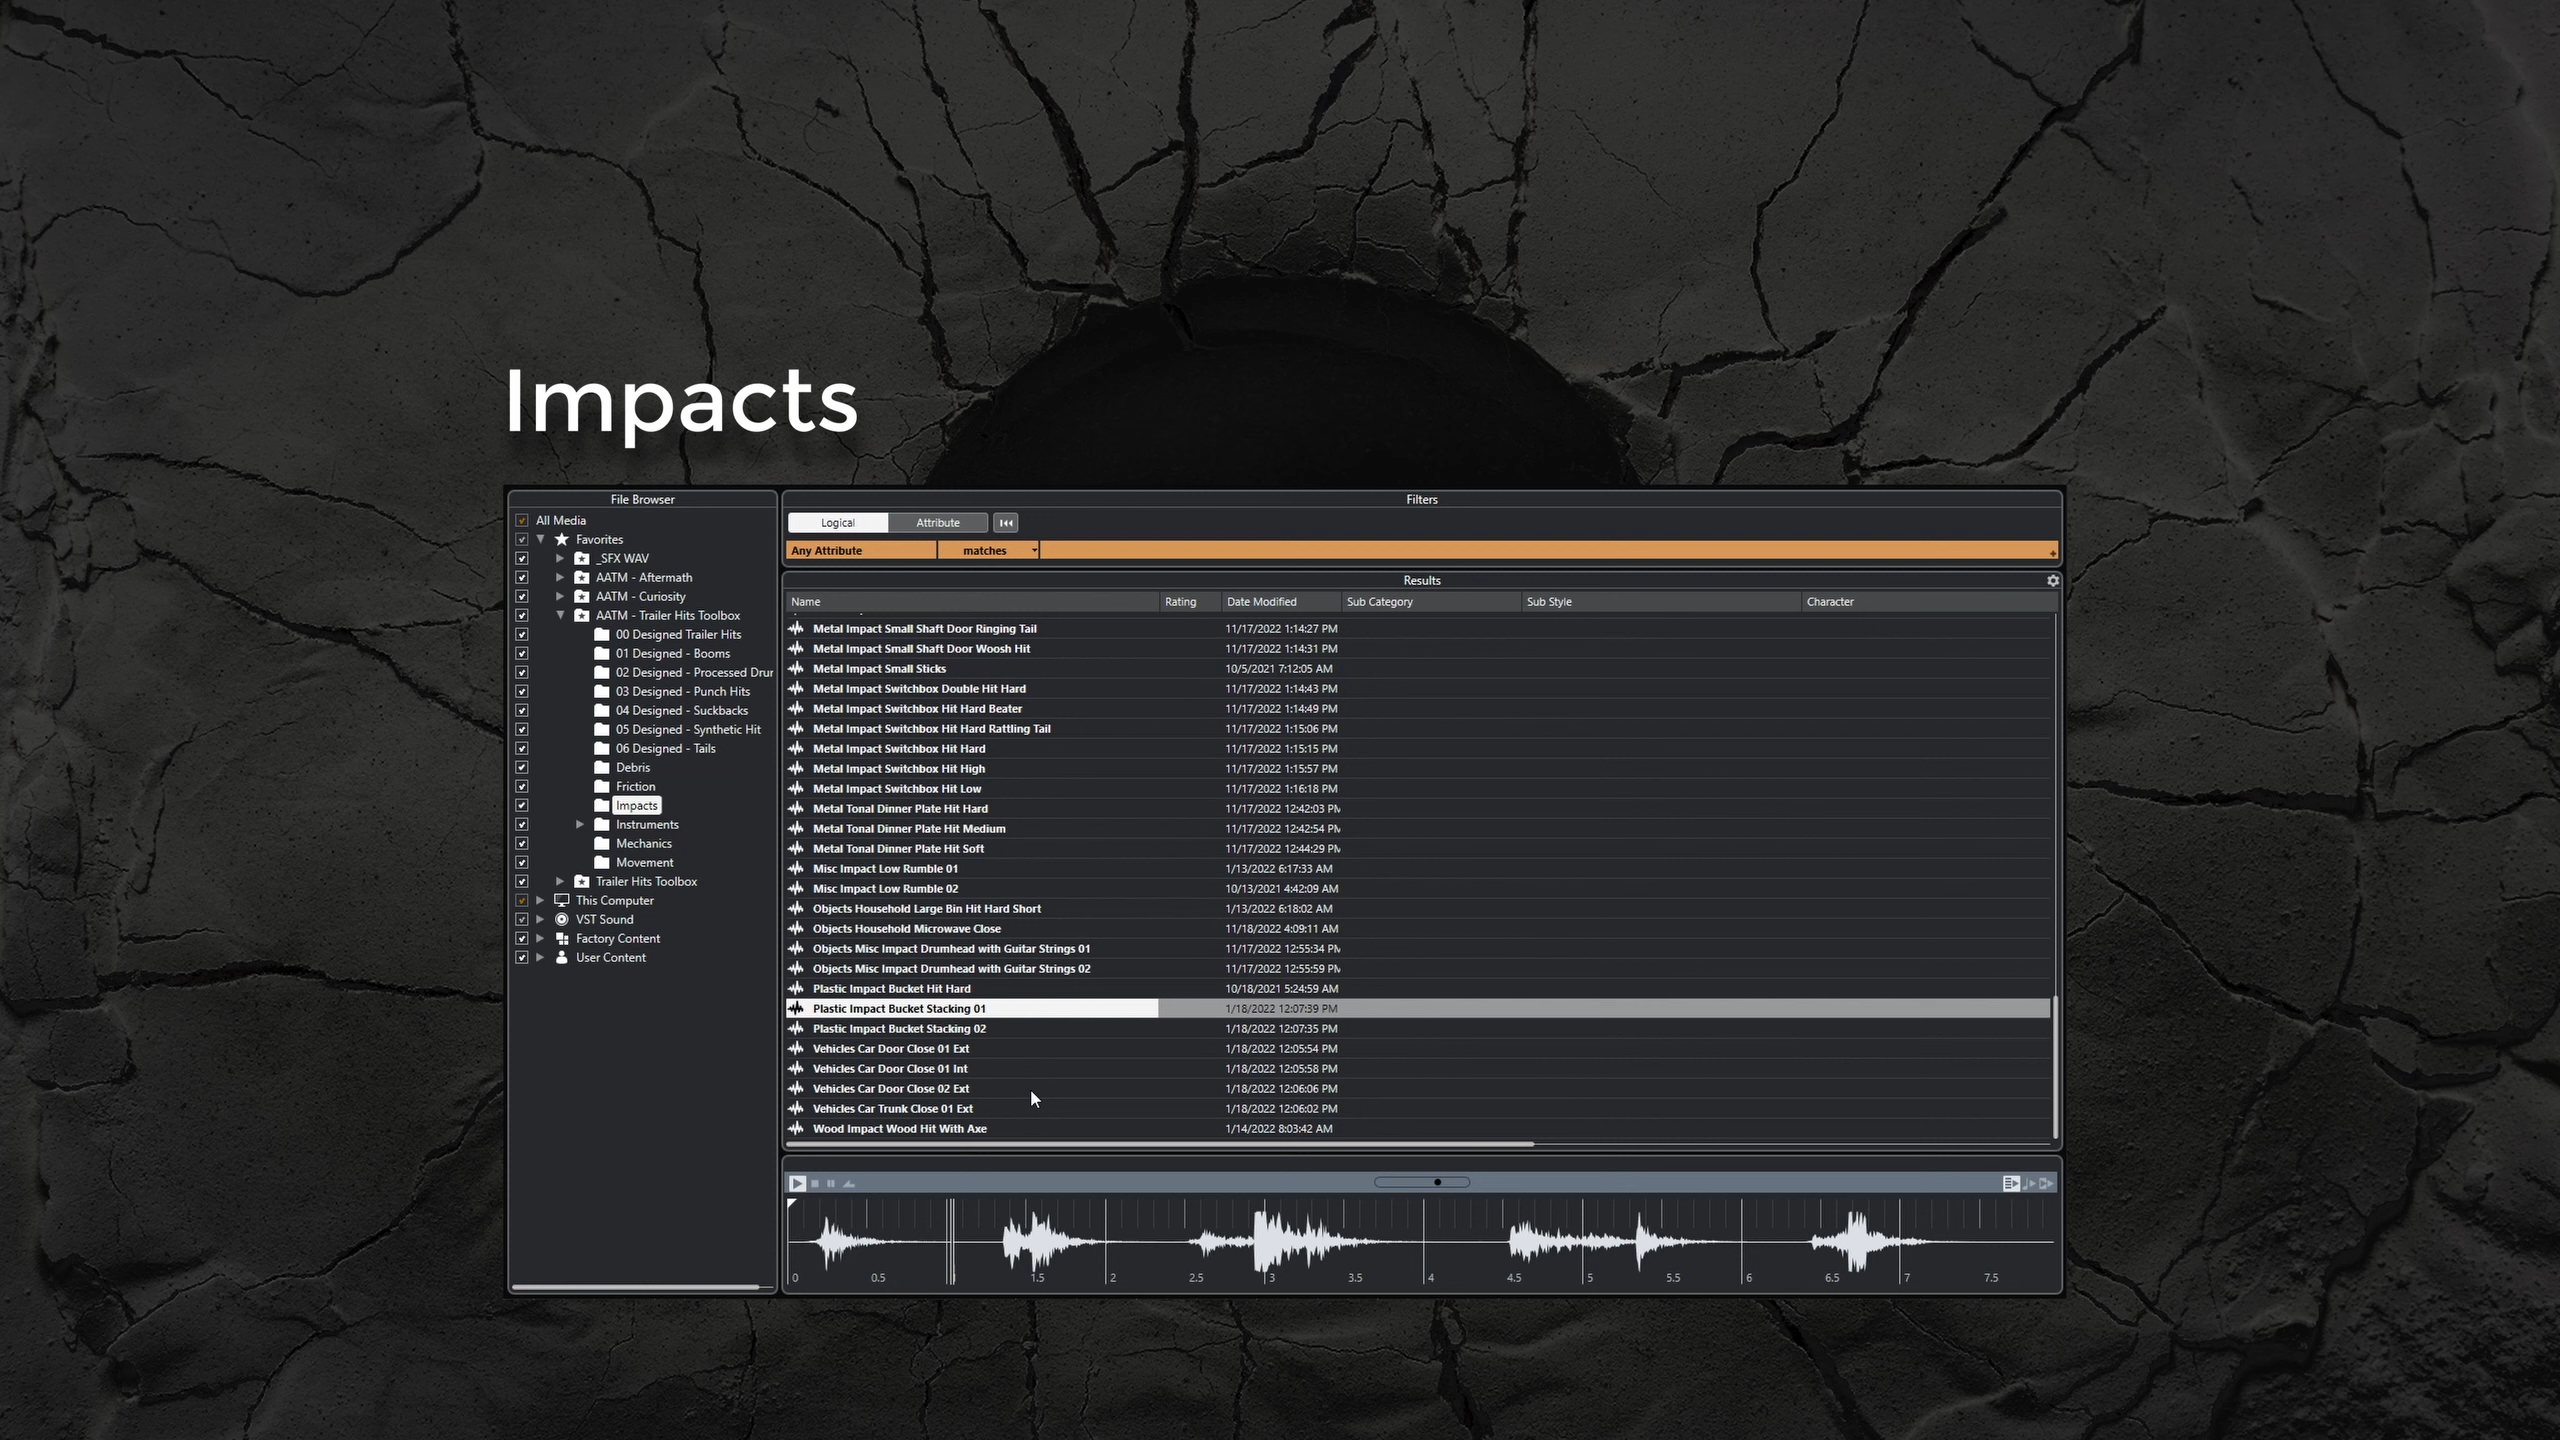 Impacts
File Browser
All Media
Favorites
_SFX WAV
AATM - Aftermath
AATM - Curiosity
AATM - Trailer Hits Toolbox
00 Designed Trailer Hits
01 Designed - Booms
02 Designed - Processed Drur
03 Designed - Punch Hits
04 Designed - Suckbacks
05 Designed - Synthetic Hit
06 Designed - Tails
Debris
Friction
Impacts
Instruments
Mechanics
Movement
Trailer Hits Toolbox
This Computer
VST Sound
Factory Content
User Content
Filters
Logical Attribute
Any Attribute matches
Results
Name Rating Date Modified Sub Category Sub Style Character
Metal Impact Small Shaft Door Ringing Tail 11/17/2022 1:14:27 PM
Metal Impact Small Shaft Door Woosh Hit 11/17/2022 1:14:31 PM
Metal Impact Small Sticks 10/5/2021 7:12:05 AM
Metal Impact Switchbox Double Hit Hard 11/17/2022 1:14:43 PM
Metal Impact Switchbox Hit Hard Beater 11/17/2022 1:14:49 PM
Metal Impact Switchbox Hit Hard Rattling Tail 11/17/2022 1:15:06 PM
Metal Impact Switchbox Hit Hard 11/17/2022 1:15:15 PM
Metal Impact Switchbox Hit High 11/17/2022 1:15:57 PM
Metal Impact Switchbox Hit Low 11/17/2022 1:16:18 PM
Metal Tonal Dinner Plate Hit Hard 11/17/2022 12:42:03 PM
Metal Tonal Dinner Plate Hit Medium 11/17/2022 12:42:54 PM
Metal Tonal Dinner Plate Hit Soft 11/17/2022 12:44:29 PM
Misc Impact Low Rumble 01 1/13/2022 6:17:33 AM
Misc Impact Low Rumble 02 10/13/2021 4:42:09 AM
Objects Household Large Bin Hit Hard Short 1/13/2022 6:18:02 AM
Objects Household Microwave Close 11/18/2022 4:09:11 AM
Objects Misc Impact Drumhead with Guitar Strings 01 11/17/2022 12:55:34 PM
Objects Misc Impact Drumhead with Guitar Strings 02 11/17/2022 12:55:59 PM
Plastic Impact Bucket Hit Hard 10/18/2021 5:24:59 AM
Plastic Impact Bucket Stacking 01 1/18/2022 12:07:39 PM
Plastic Impact Bucket Stacking 02 1/18/2022 12:07:35 PM
Vehicles Car Door Close 01 Ext 1/18/2022 12:05:54 PM
Vehicles Car Door Close 01 Int 1/18/2022 12:05:58 PM
Vehicles Car Door Close 02 Ext 1/18/2022 12:06:06 PM
Vehicles Car Trunk Close 01 Ext 1/18/2022 12:06:02 PM
Wood Impact Wood Hit With Axe 1/14/2022 8:03:42 AM
0 0.5 1.5 2 2.5 3 3.5 4 4.5 5 5.5 6 6.5 7 7.5